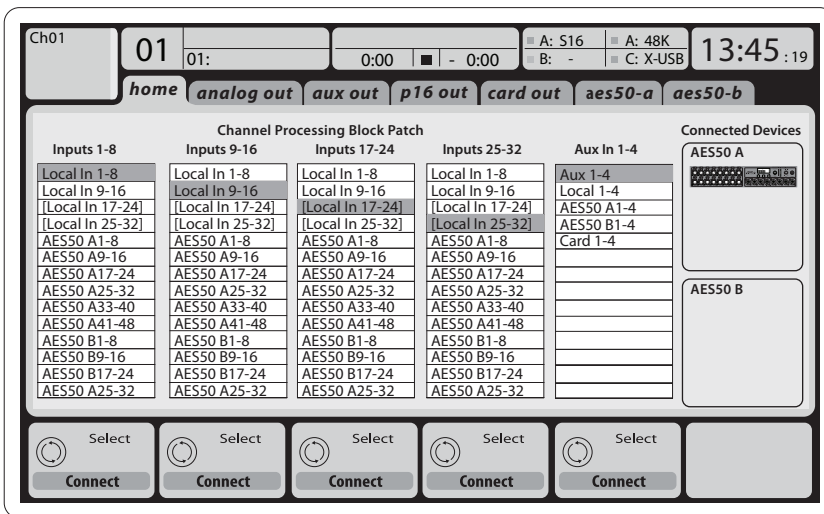 Ch01
01
01:
0:00 - 0:00
A: S16 A: 48K
B: - C: X-USB
13:45 :19
home analog out aux out p16 out card out aes50-a aes50-b
Channel Processing Block Patch
Connected Devices
Inputs 1-8 Inputs 9-16 Inputs 17-24 Inputs 25-32 Aux In 1-4
AES50 A
Local In 1-8 Local In 1-8 Local In 1-8 Local In 1-8 Aux 1-4
Local In 9-16 Local In 9-16 Local In 9-16 Local In 9-16 Local 1-4
[Local In 17-24] [Local In 17-24] [Local In 17-24] [Local In 17-24] AES50 A1-4
[Local In 25-32] [Local In 25-32] [Local In 25-32] [Local In 25-32] AES50 B1-4
AES50 A1-8 AES50 A1-8 AES50 A1-8 AES50 A1-8 Card 1-4
AES50 A9-16 AES50 A9-16 AES50 A9-16 AES50 A9-16
AES50 A17-24 AES50 A17-24 AES50 A17-24 AES50 A17-24
AES50 A25-32 AES50 A25-32 AES50 A25-32 AES50 A25-32
AES50 B
AES50 A33-40 AES50 A33-40 AES50 A33-40 AES50 A33-40
AES50 A41-48 AES50 A41-48 AES50 A41-48 AES50 A41-48
AES50 B1-8 AES50 B1-8 AES50 B1-8 AES50 B1-8
AES50 B9-16 AES50 B9-16 AES50 B9-16 AES50 B9-16
AES50 B17-24 AES50 B17-24 AES50 B17-24 AES50 B17-24
AES50 A25-32 AES50 A25-32 AES50 A25-32 AES50 A25-32
Select Select Select Select Select
Connect Connect Connect Connect Connect